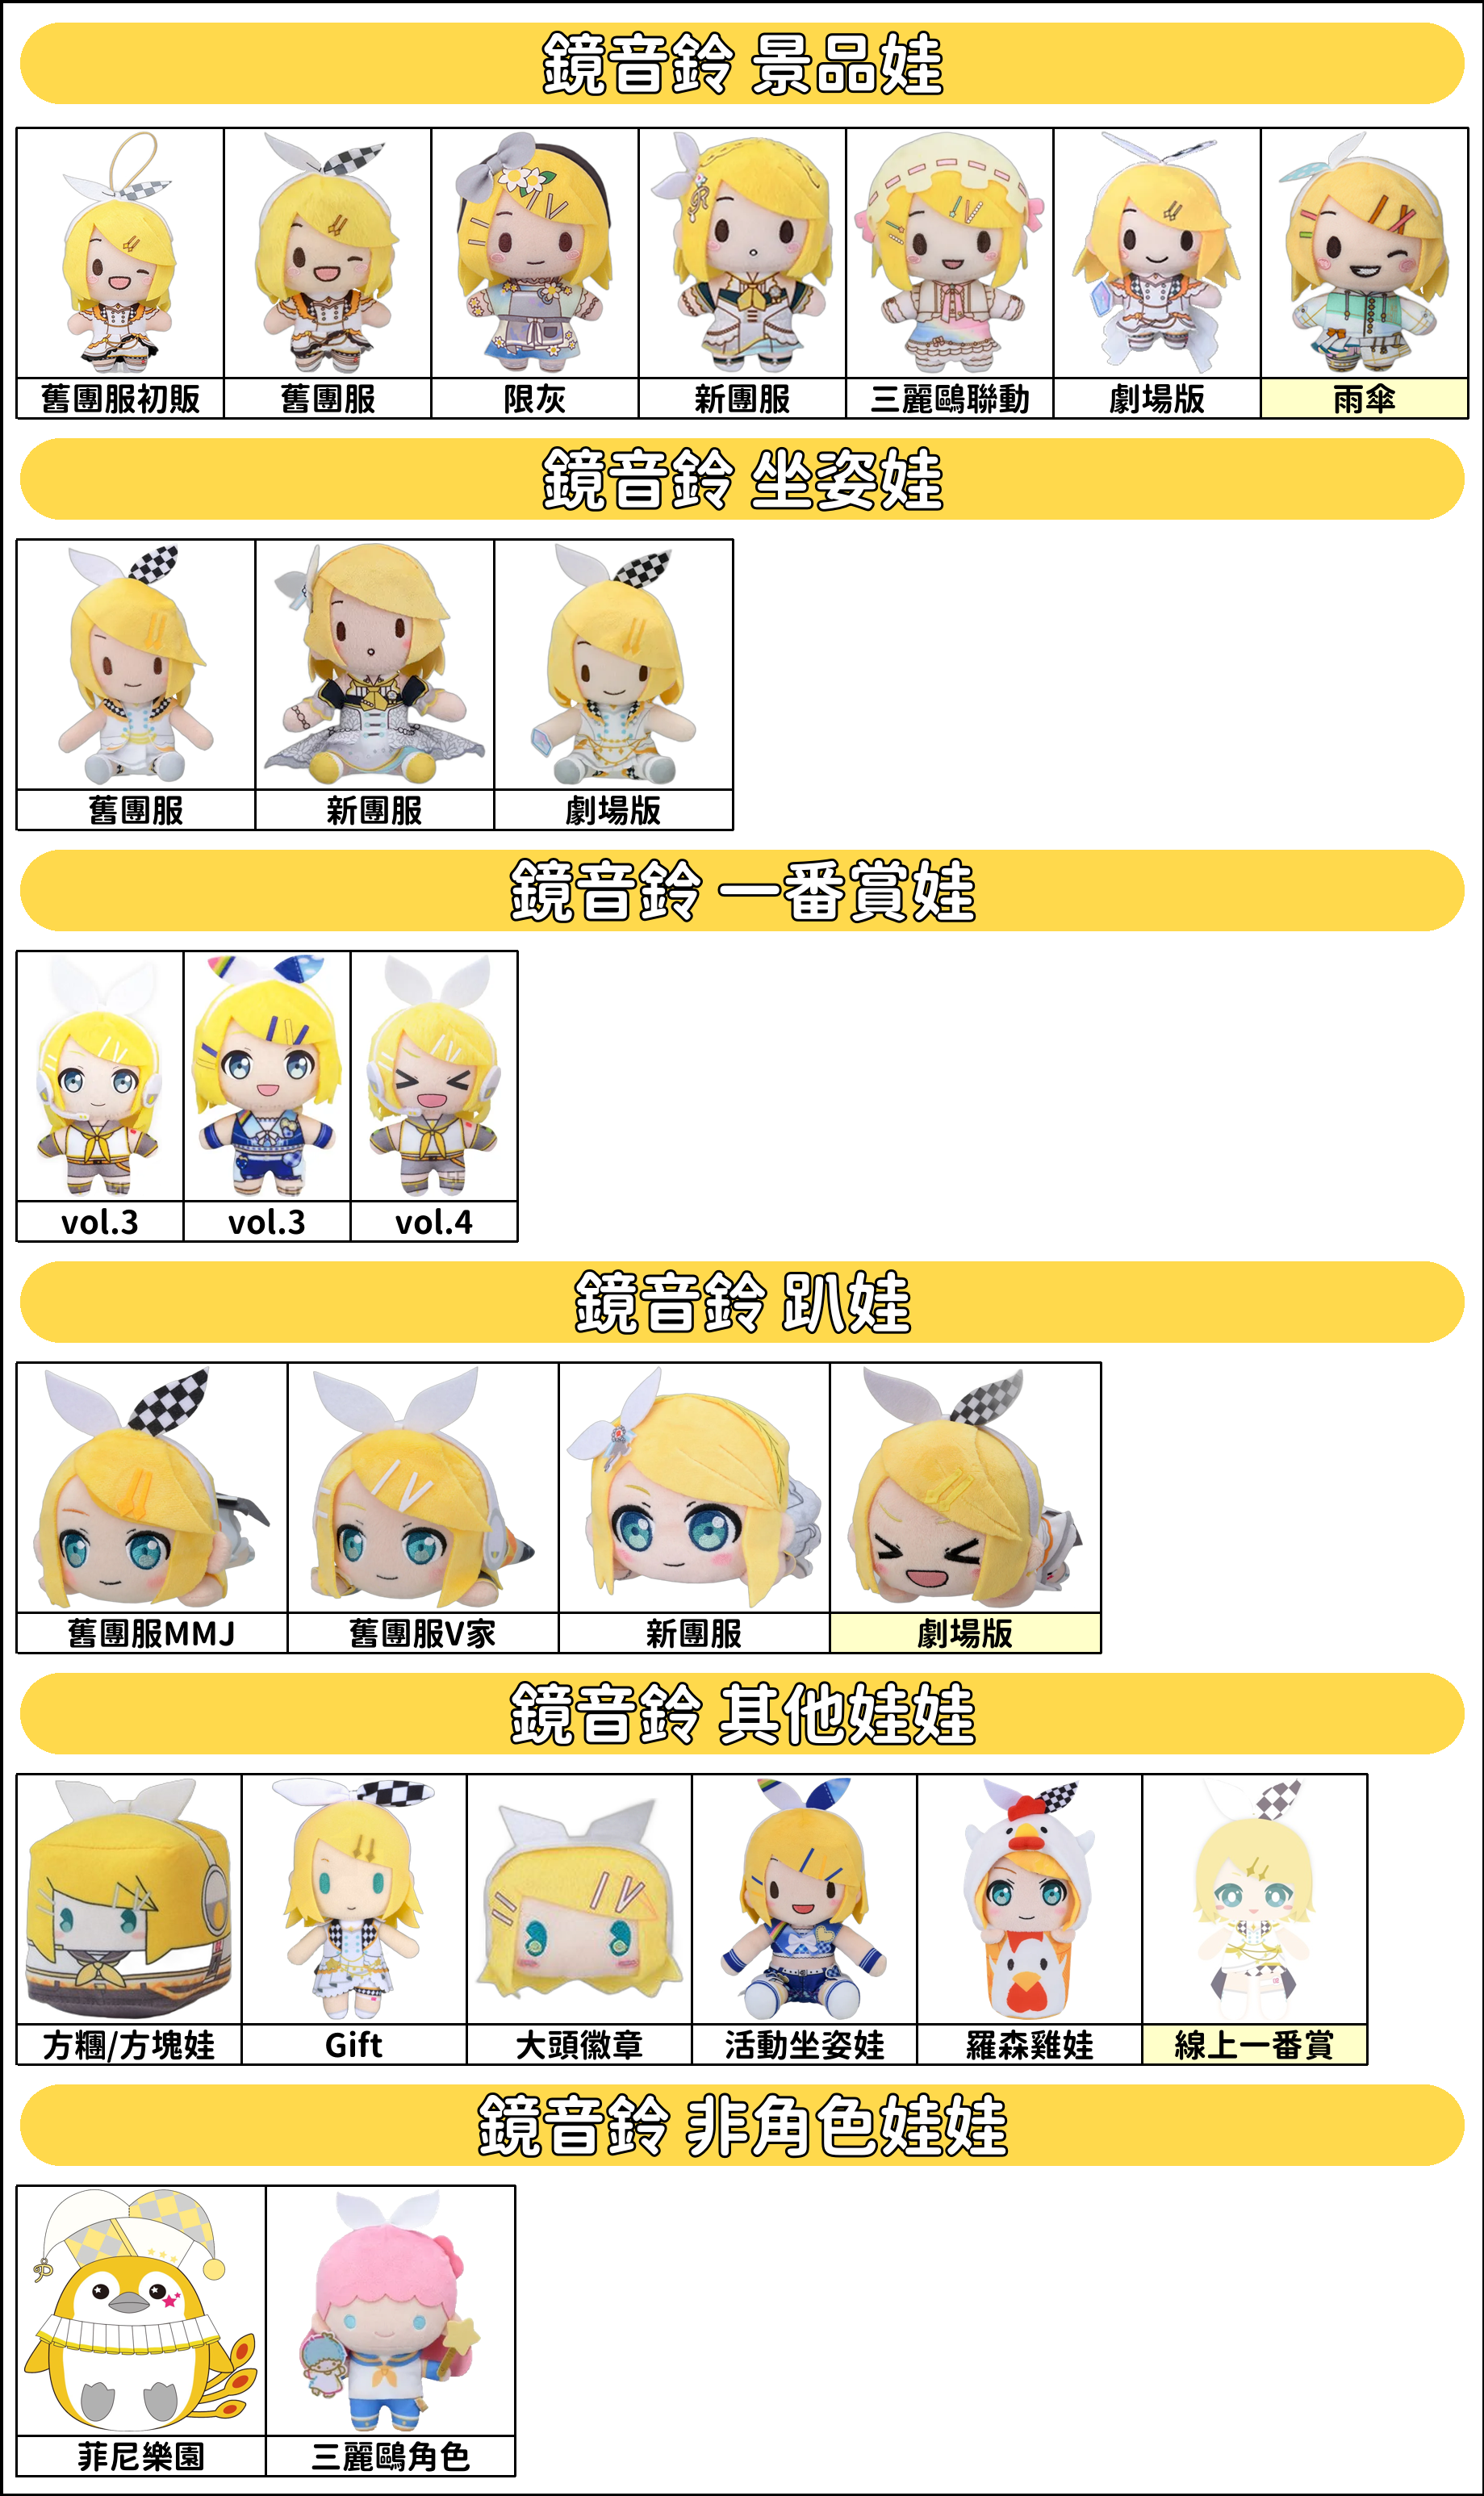 鏡音鈴 景品娃
舊團服初販
舊團服
限灰
新團服
三麗鷗聯動
劇場版
雨傘
鏡音鈴 坐姿娃
舊團服
新團服
劇場版
鏡音鈴 一番賞娃
vol.3
vol.3
vol.4
鏡音鈴 趴娃
舊團服MMJ
舊團服V家
新團服
劇場版
鏡音鈴 其他娃娃
方糰/方塊娃
Gift
大頭徽章
活動坐姿娃
羅森雞娃
線上一番賞
鏡音鈴 非角色娃娃
菲尼樂園
三麗鷗角色